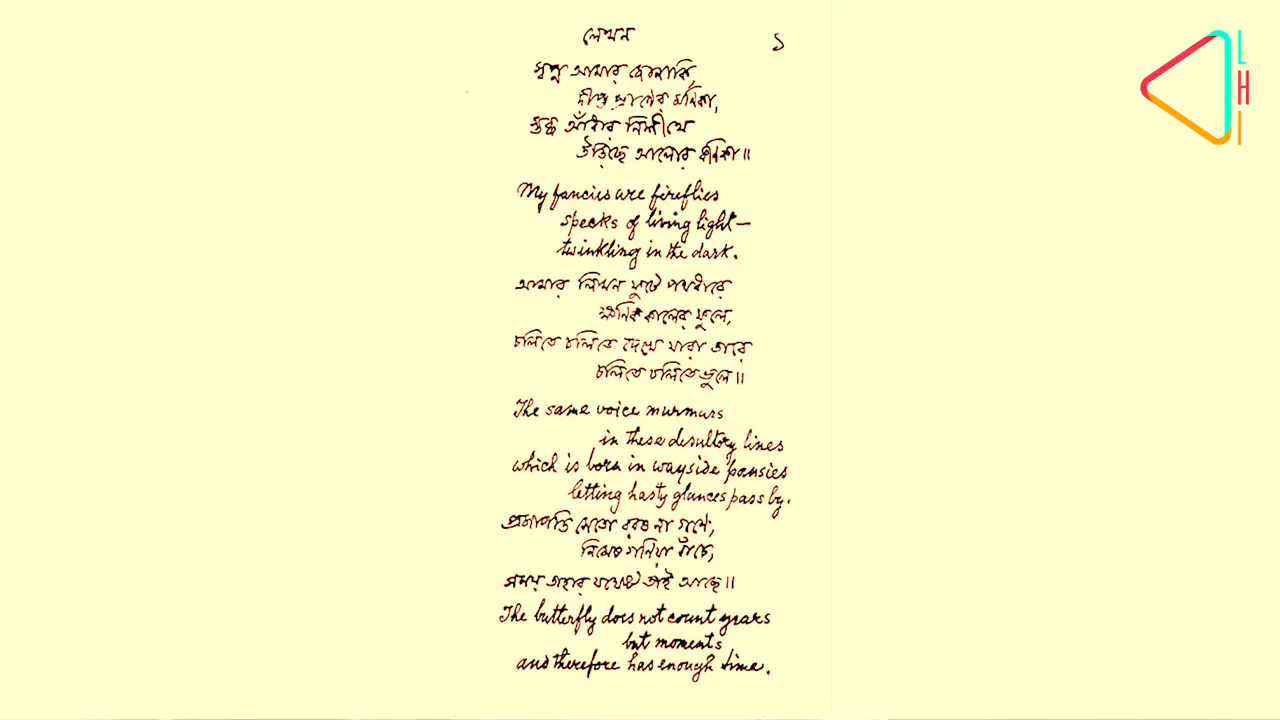 লেখন
১
স্বপ্ন আমার জোনাকি,
দীপ্ত প্রাণের মণিকা,
স্তব্ধ আঁধার নিশীথে
উড়িছে আলোর কণিকা॥
My fancies are fireflies
specks of living light—
twinkling in the dark.
আমার লিখন ফুটে পথধারে
ক্ষণিক কালের ফুলে,
চলিতে চলিতে দেখে যারা তারে
চলিতে চলিতে ভুলে॥
The same voice murmurs
in these desultory lines
which is born in wayside pansies
letting hasty glances pass by.
প্রজাপতি সেতো বরষ না গণে,
নিমেষ গণিয়া বাঁচে,
সময় তাহার যথেষ্ট তাই আছে॥
The butterfly does not count years
but moments
and therefore has enough time.
LHI